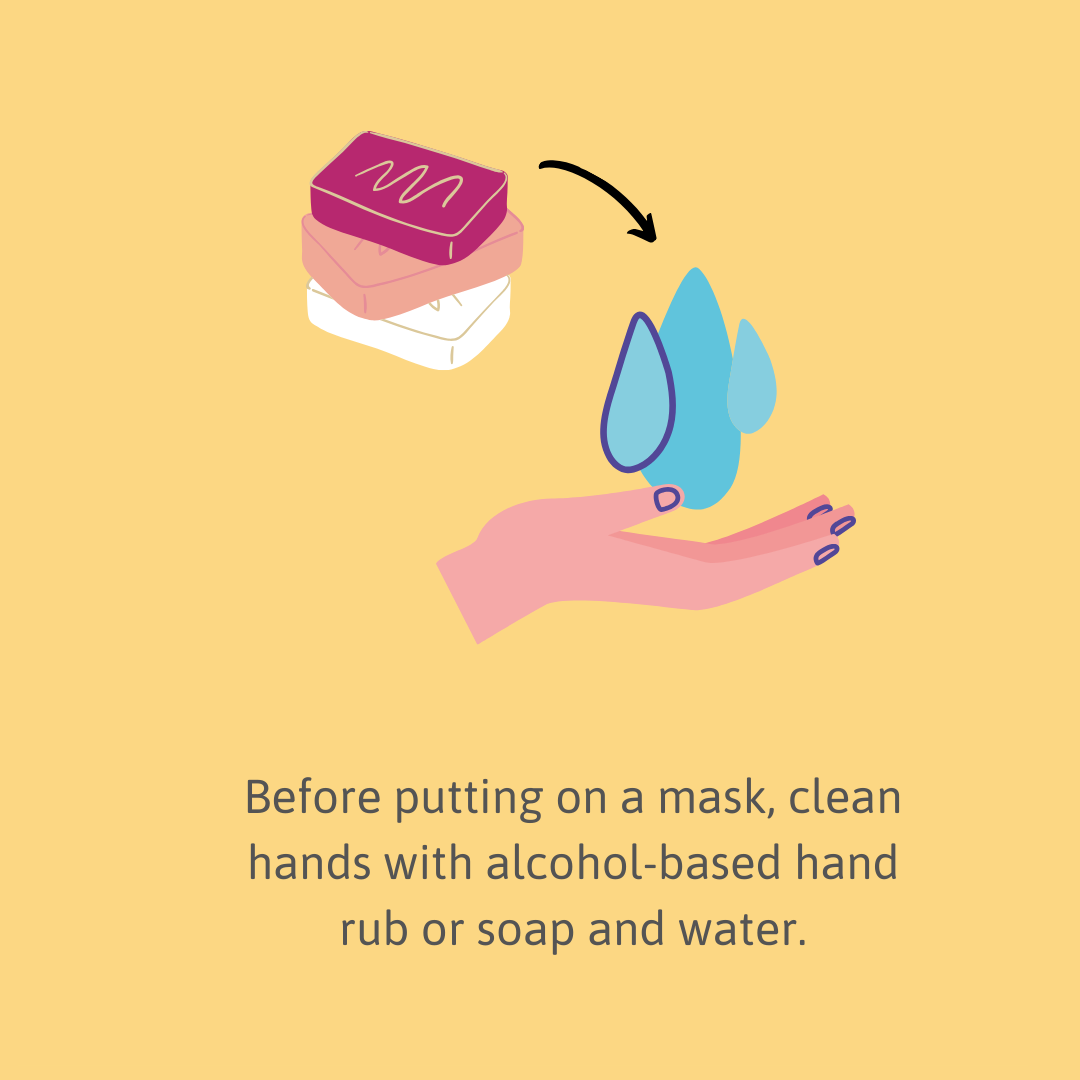 Before putting on a mask, clean
hands with alcohol-based hand
rub or soap and water.